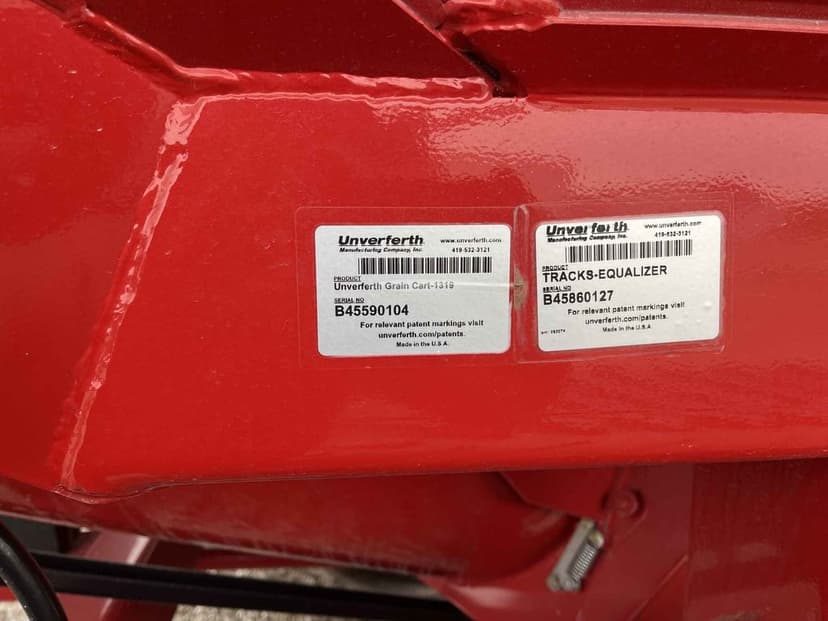 Unverferth www.unverferth.com
Manufacturing Company, Inc. 419-532-3121
PRODUCT
Unverferth Grain Cart-1319
SERIAL NO
B45590104
For relevant patent markings visit
unverferth.com/patents.
Made in the U.S.A.
Unverferth www.unverferth.com
Manufacturing Company, Inc. 419-532-3121
PRODUCT
TRACKS-EQUALIZER
SERIAL NO
B45860127
For relevant patent markings visit
unverferth.com/patents.
Made in the U.S.A.